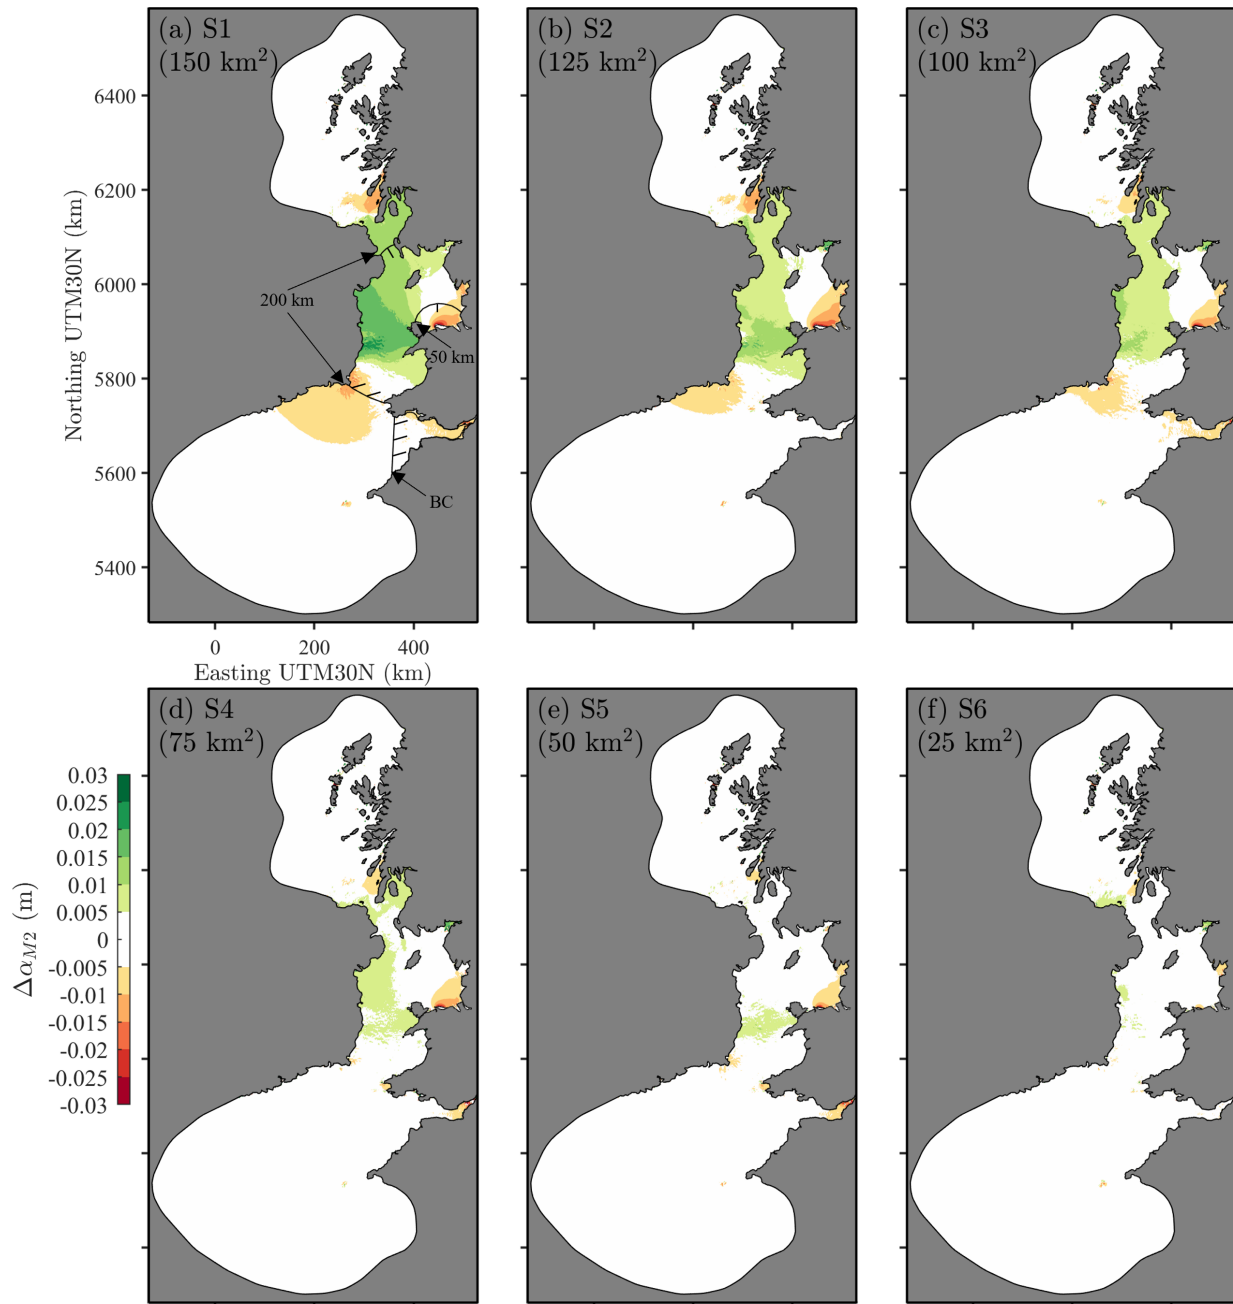 (a) S1
(150 km²)
(b) S2
(125 km²)
(c) S3
(100 km²)
6400
6200
6000
5800
5600
5400
Northing UTM30N (km)
200 km
50 km
BC
0
200
400
Easting UTM30N (km)
(d) S4
(75 km²)
(e) S5
(50 km²)
(f) S6
(25 km²)
0.03
0.025
0.02
0.015
0.01
0.005
0
-0.005
-0.01
-0.015
-0.02
-0.025
-0.03
Δα_{M2} (m)